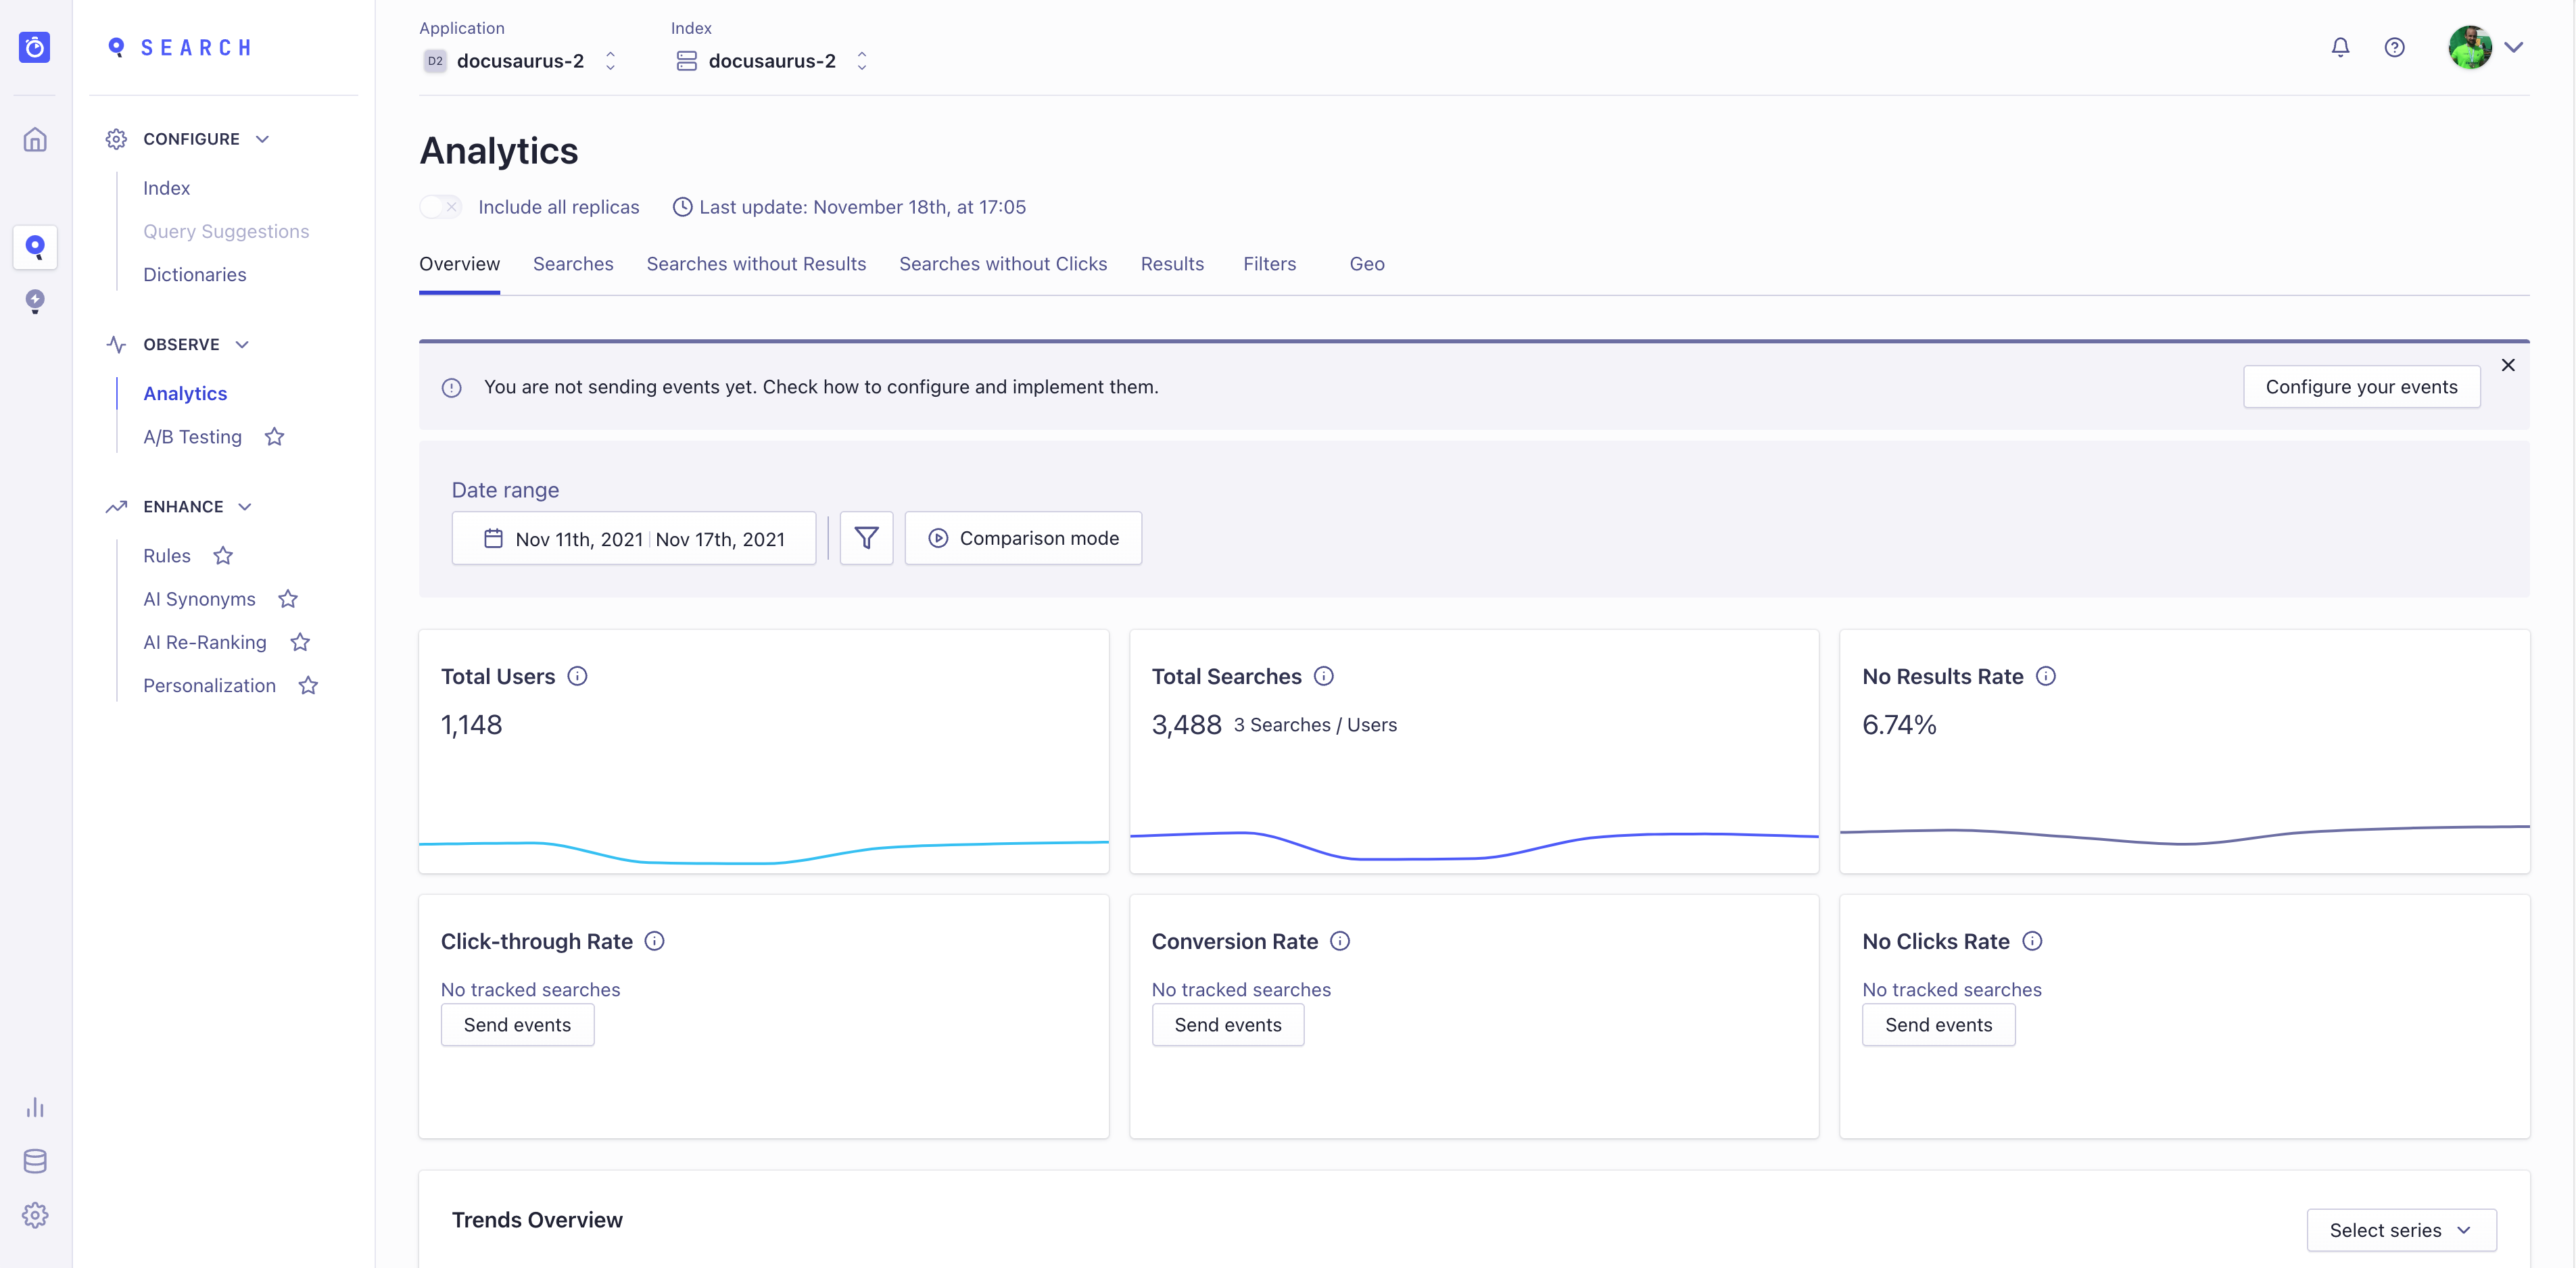 SEARCH
CONFIGURE
Index
Query Suggestions
Dictionaries
OBSERVE
Analytics
A/B Testing
ENHANCE
Rules
AI Synonyms
AI Re-Ranking
Personalization
Application
D2 docusaurus-2
Index
docusaurus-2
Analytics
Include all replicas
Last update: November 18th, at 17:05
Overview
Searches
Searches without Results
Searches without Clicks
Results
Filters
Geo
You are not sending events yet. Check how to configure and implement them.
Configure your events
Date range
Nov 11th, 2021 Nov 17th, 2021
Comparison mode
Total Users
1,148
Total Searches
3,488 3 Searches / Users
No Results Rate
6.74%
Click-through Rate
No tracked searches
Send events
Conversion Rate
No tracked searches
Send events
No Clicks Rate
No tracked searches
Send events
Trends Overview
Select series